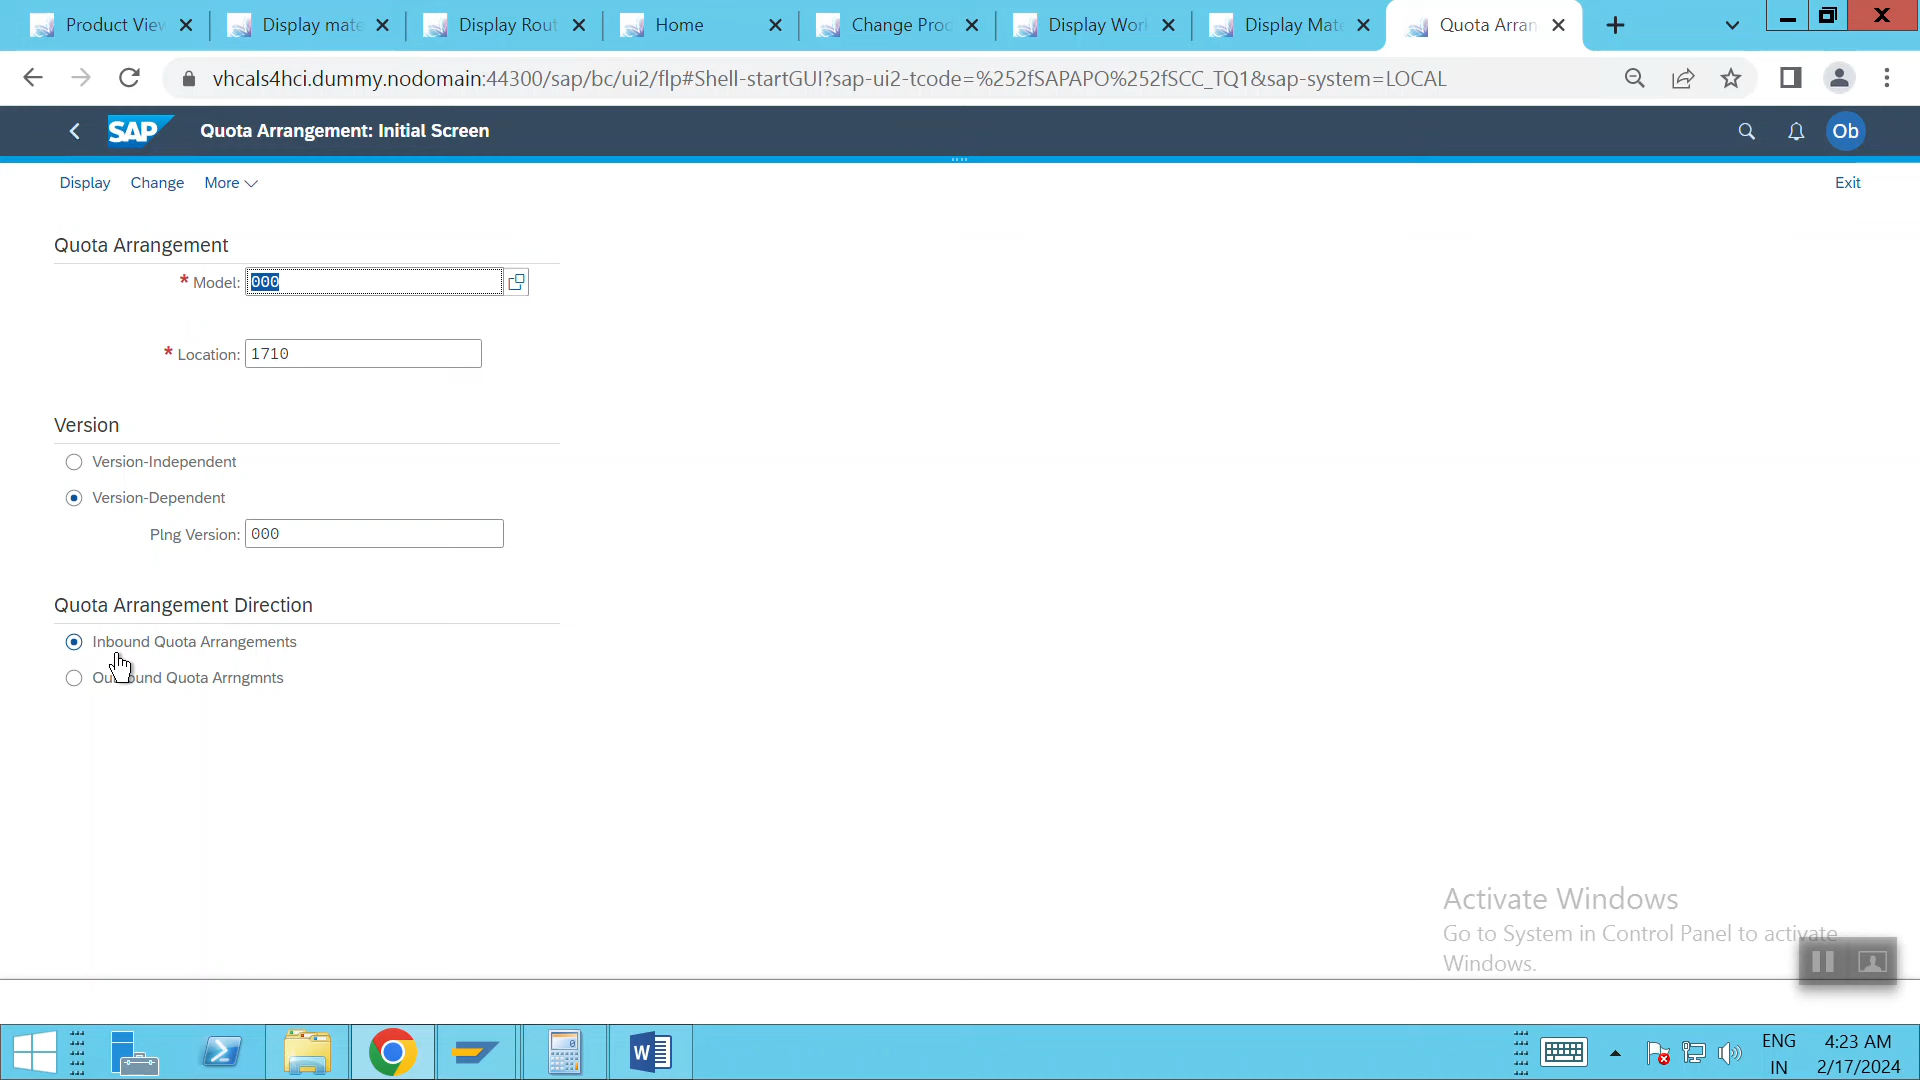 Product View
Display mate
Display Rout
Home
Change Proc
Display Wor
Display Mate
Quota Arran
vhcals4hci.dummy.nodomain:44300/sap/bc/ui2/flp#Shell-startGUI?sap-ui2-tcode=%252fSAPAPO%252fSCC_TQ1&sap-system=LOCAL
SAP
Quota Arrangement: Initial Screen
Ob
Display
Change
More
Exit
Quota Arrangement
* Model: 000
* Location: 1710
Version
Version-Independent
Version-Dependent
Plng Version: 000
Quota Arrangement Direction
Inbound Quota Arrangements
Outbound Quota Arrngmnts
Activate Windows
Go to System in Control Panel to activate
Windows.
ENG
IN
4:23 AM
2/17/2024